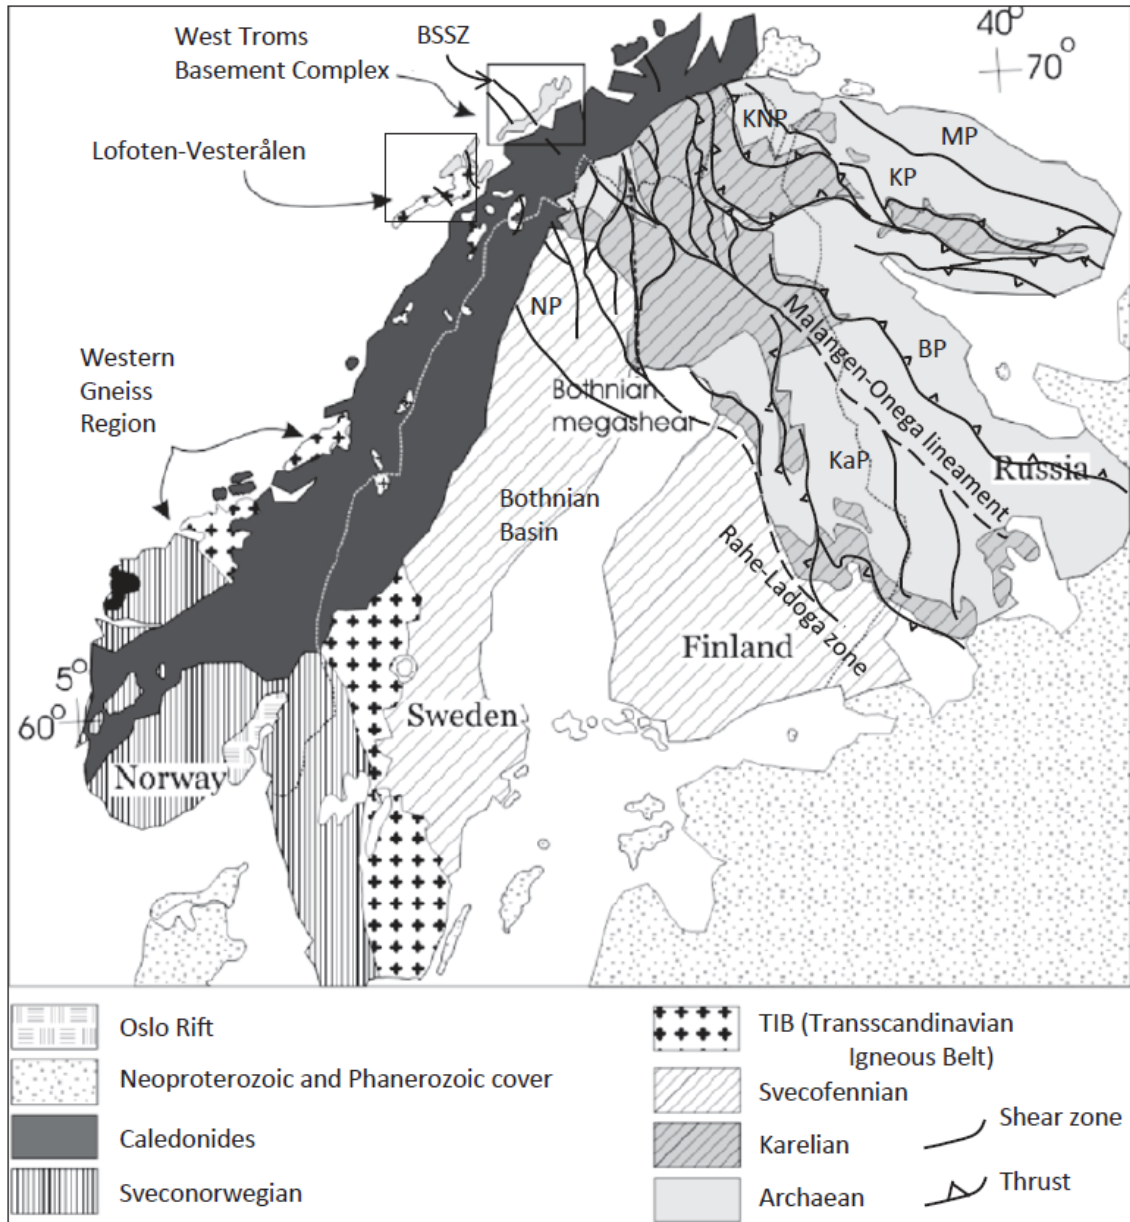 West Troms
Basement Complex
BSSZ
40°
70°
Lofoten-Vesterålen
KNP
MP
KP
NP
Malangen-Onega lineament
BP
Western
Gneiss
Region
Bothnian
megashear
KaP
Russia
Bothnian
Basin
Rahe-Ladoga zone
Finland
5°
60°
Sweden
Norway
Oslo Rift
Neoproterozoic and Phanerozoic cover
Caledonides
Sveconorwegian
TIB (Transscandinavian
Igneous Belt)
Svecofennian
Karelian
Archaean
Shear zone
Thrust